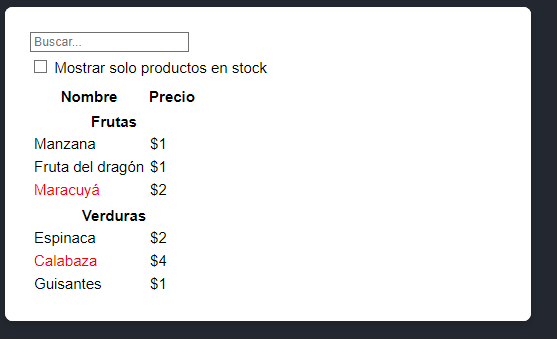 Buscar...
Mostrar solo productos en stock
Nombre Precio
Frutas
Manzana $1
Fruta del dragón $1
Maracuyá $2
Verduras
Espinaca $2
Calabaza $4
Guisantes $1